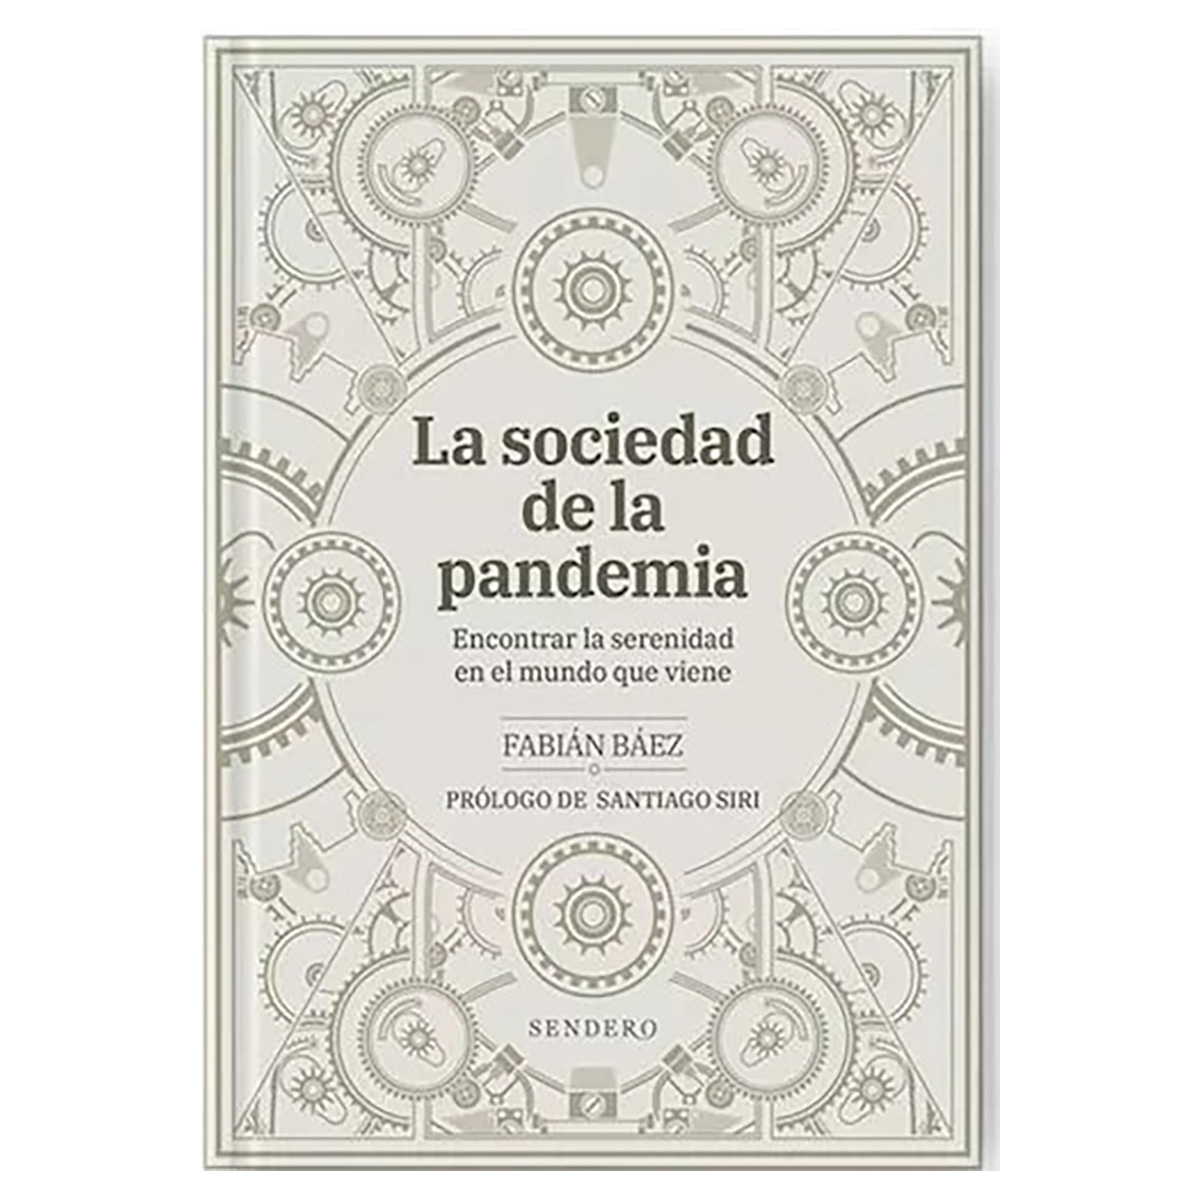 La sociedad
de la
pandemia
Encontrar la serenidad
en el mundo que viene
FABIÁN BÁEZ
PRÓLOGO DE SANTIAGO SIRI
SENDERO